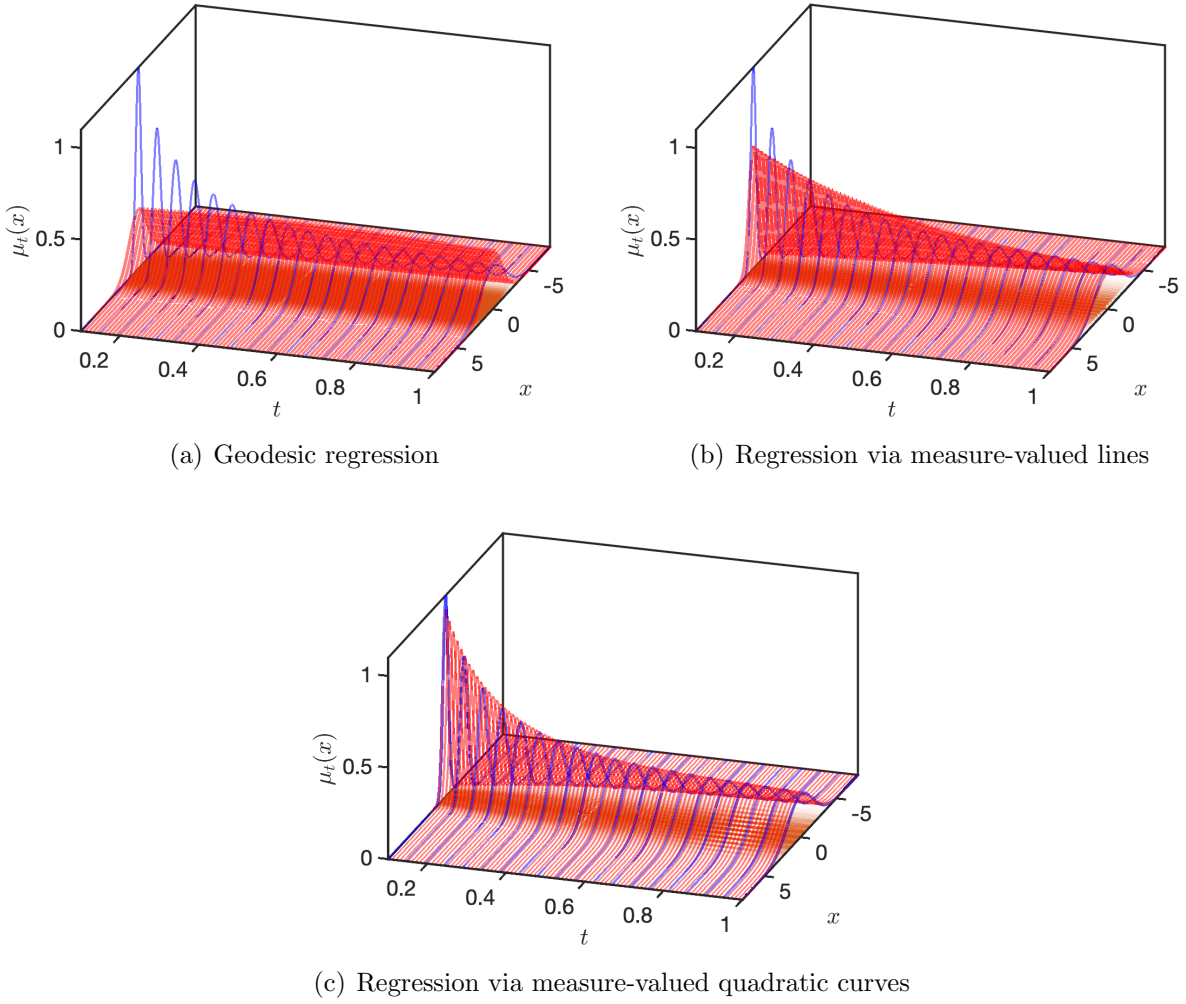 1
0.5
0
μ_t(x)
0.2
0.4
0.6
0.8
1
t
-5
0
5
x
(a) Geodesic regression
1
0.5
0
μ_t(x)
0.2
0.4
0.6
0.8
1
t
-5
0
5
x
(b) Regression via measure-valued lines
1
0.5
0
μ_t(x)
0.2
0.4
0.6
0.8
1
t
-5
0
5
x
(c) Regression via measure-valued quadratic curves